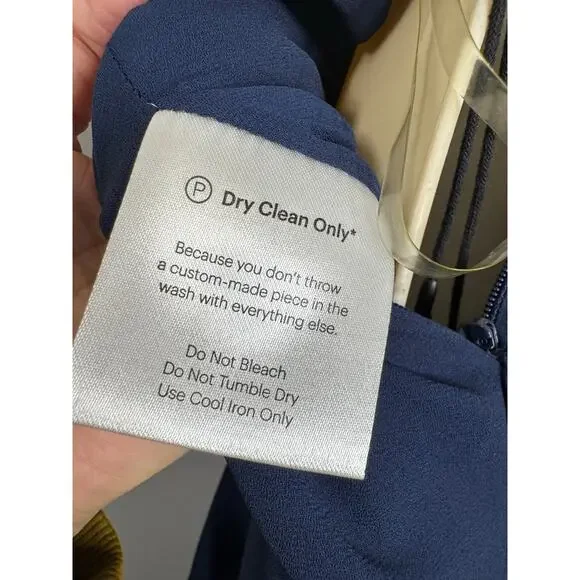 Ⓟ Dry Clean Only*
Because you don't throw
a custom-made piece in the
wash with everything else.
Do Not Bleach
Do Not Tumble Dry
Use Cool Iron Only